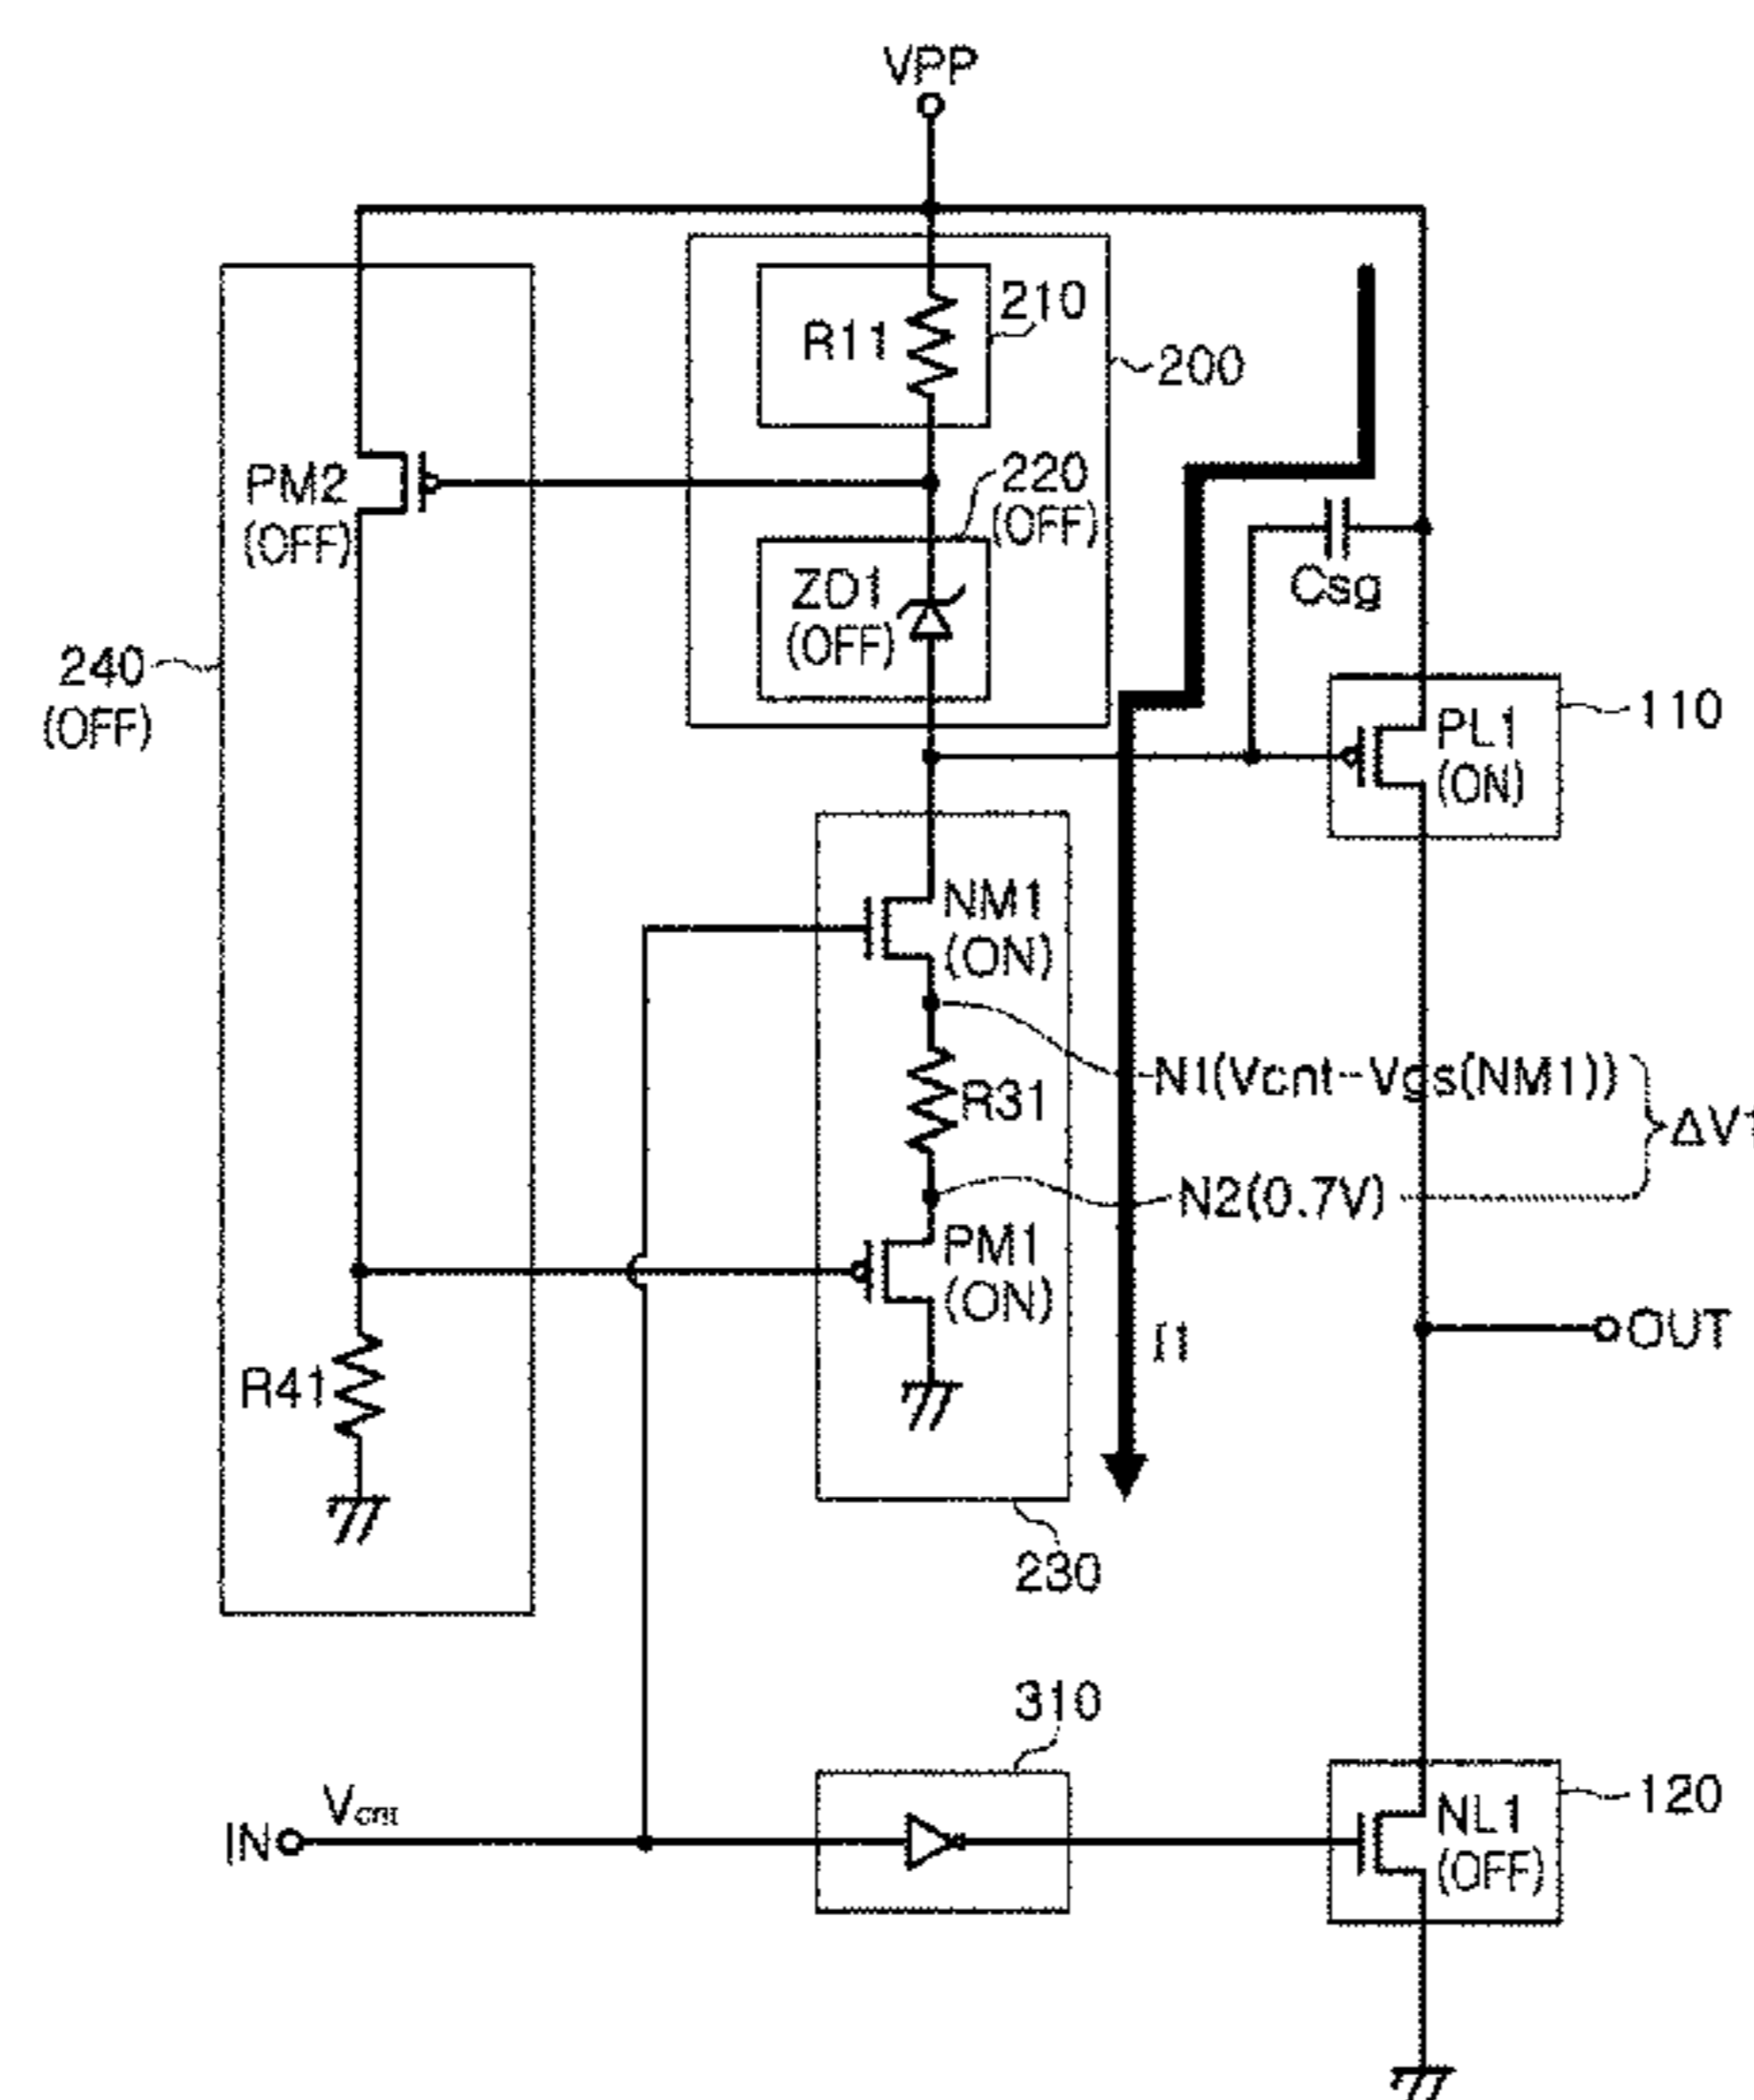 VPP
R11
210
200
PM2
(OFF)
220
(OFF)
ZD1
(OFF)
Csg
240
(OFF)
PL1
(ON)
110
NM1
(ON)
N1(Vcnt-Vgs(NM1))
R31
ΔV1
N2(0.7V)
PM1
(ON)
I1
OUT
R41
230
310
IN
Vcnt
NL1
(OFF)
120